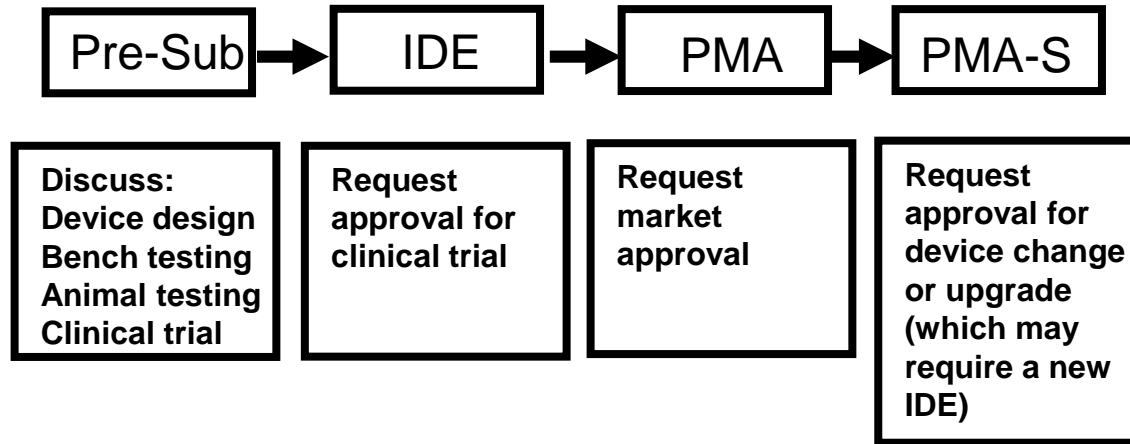 Pre-Sub
IDE
PMA
PMA-S
Discuss:
Device design
Bench testing
Animal testing
Clinical trial
Request
approval for
clinical trial
Request
market
approval
Request
approval for
device change
or upgrade
(which may
require a new
IDE)